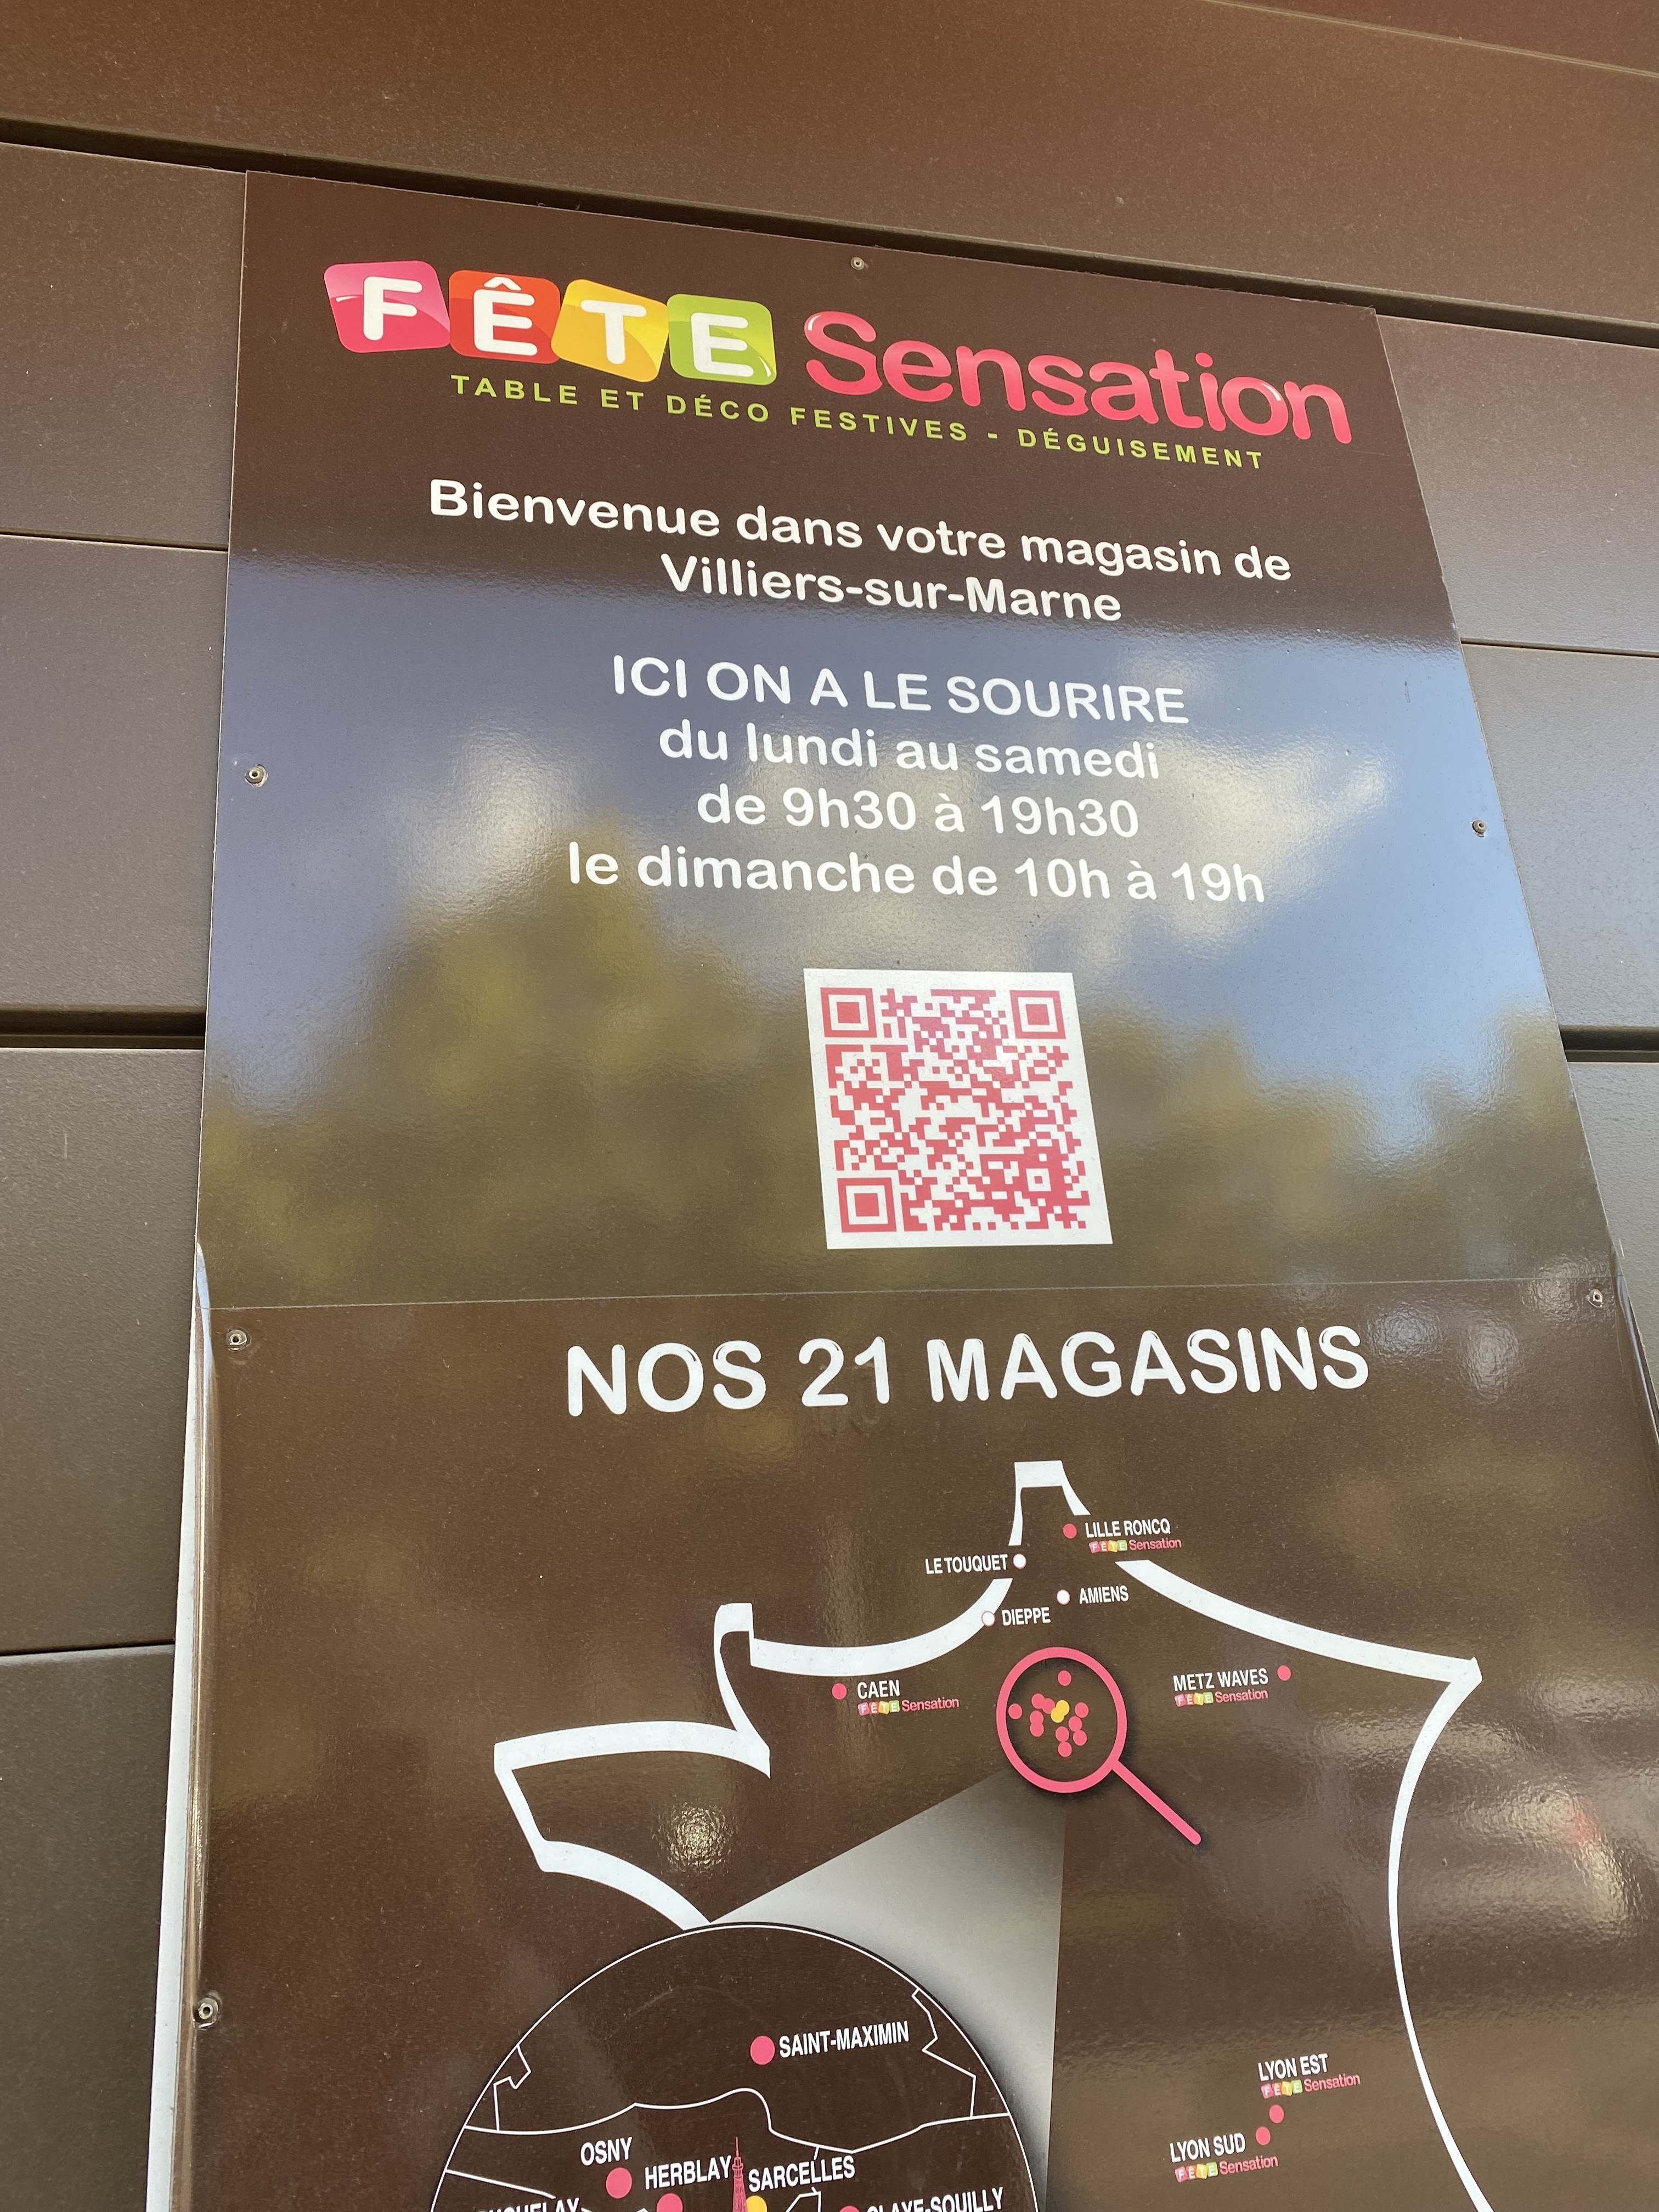 FÊTE Sensation
TABLE ET DÉCO FESTIVES - DÉGUISEMENT
Bienvenue dans votre magasin de
Villiers-sur-Marne
ICI ON A LE SOURIRE
du lundi au samedi
de 9h30 à 19h30
le dimanche de 10h à 19h
NOS 21 MAGASINS
LILLE RONCQ
FÊTE Sensation
LE TOUQUET
AMIENS
DIEPPE
METZ WAVES
FÊTE Sensation
CAEN
FÊTE Sensation
SAINT-MAXIMIN
LYON EST
FÊTE Sensation
LYON SUD
FÊTE Sensation
OSNY
HERBLAY
SARCELLES
CLAYE-SOUILLY